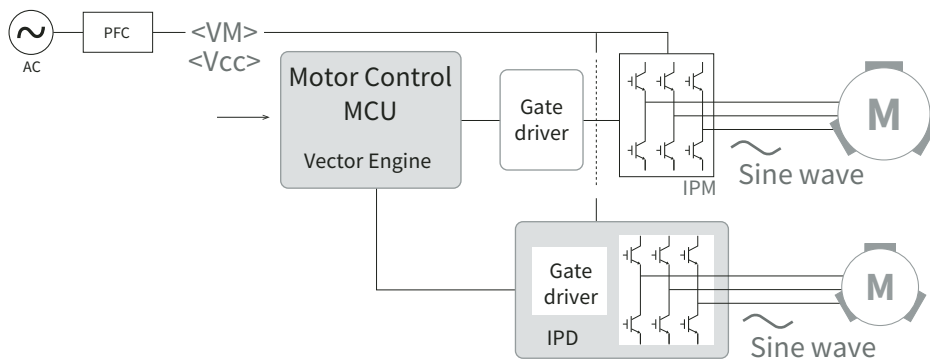 AC
PFC
<VM>
<Vcc>
Motor Control
MCU
Vector Engine
Gate
driver
IPM
Sine wave
M
Gate
driver
IPD
Sine wave
M